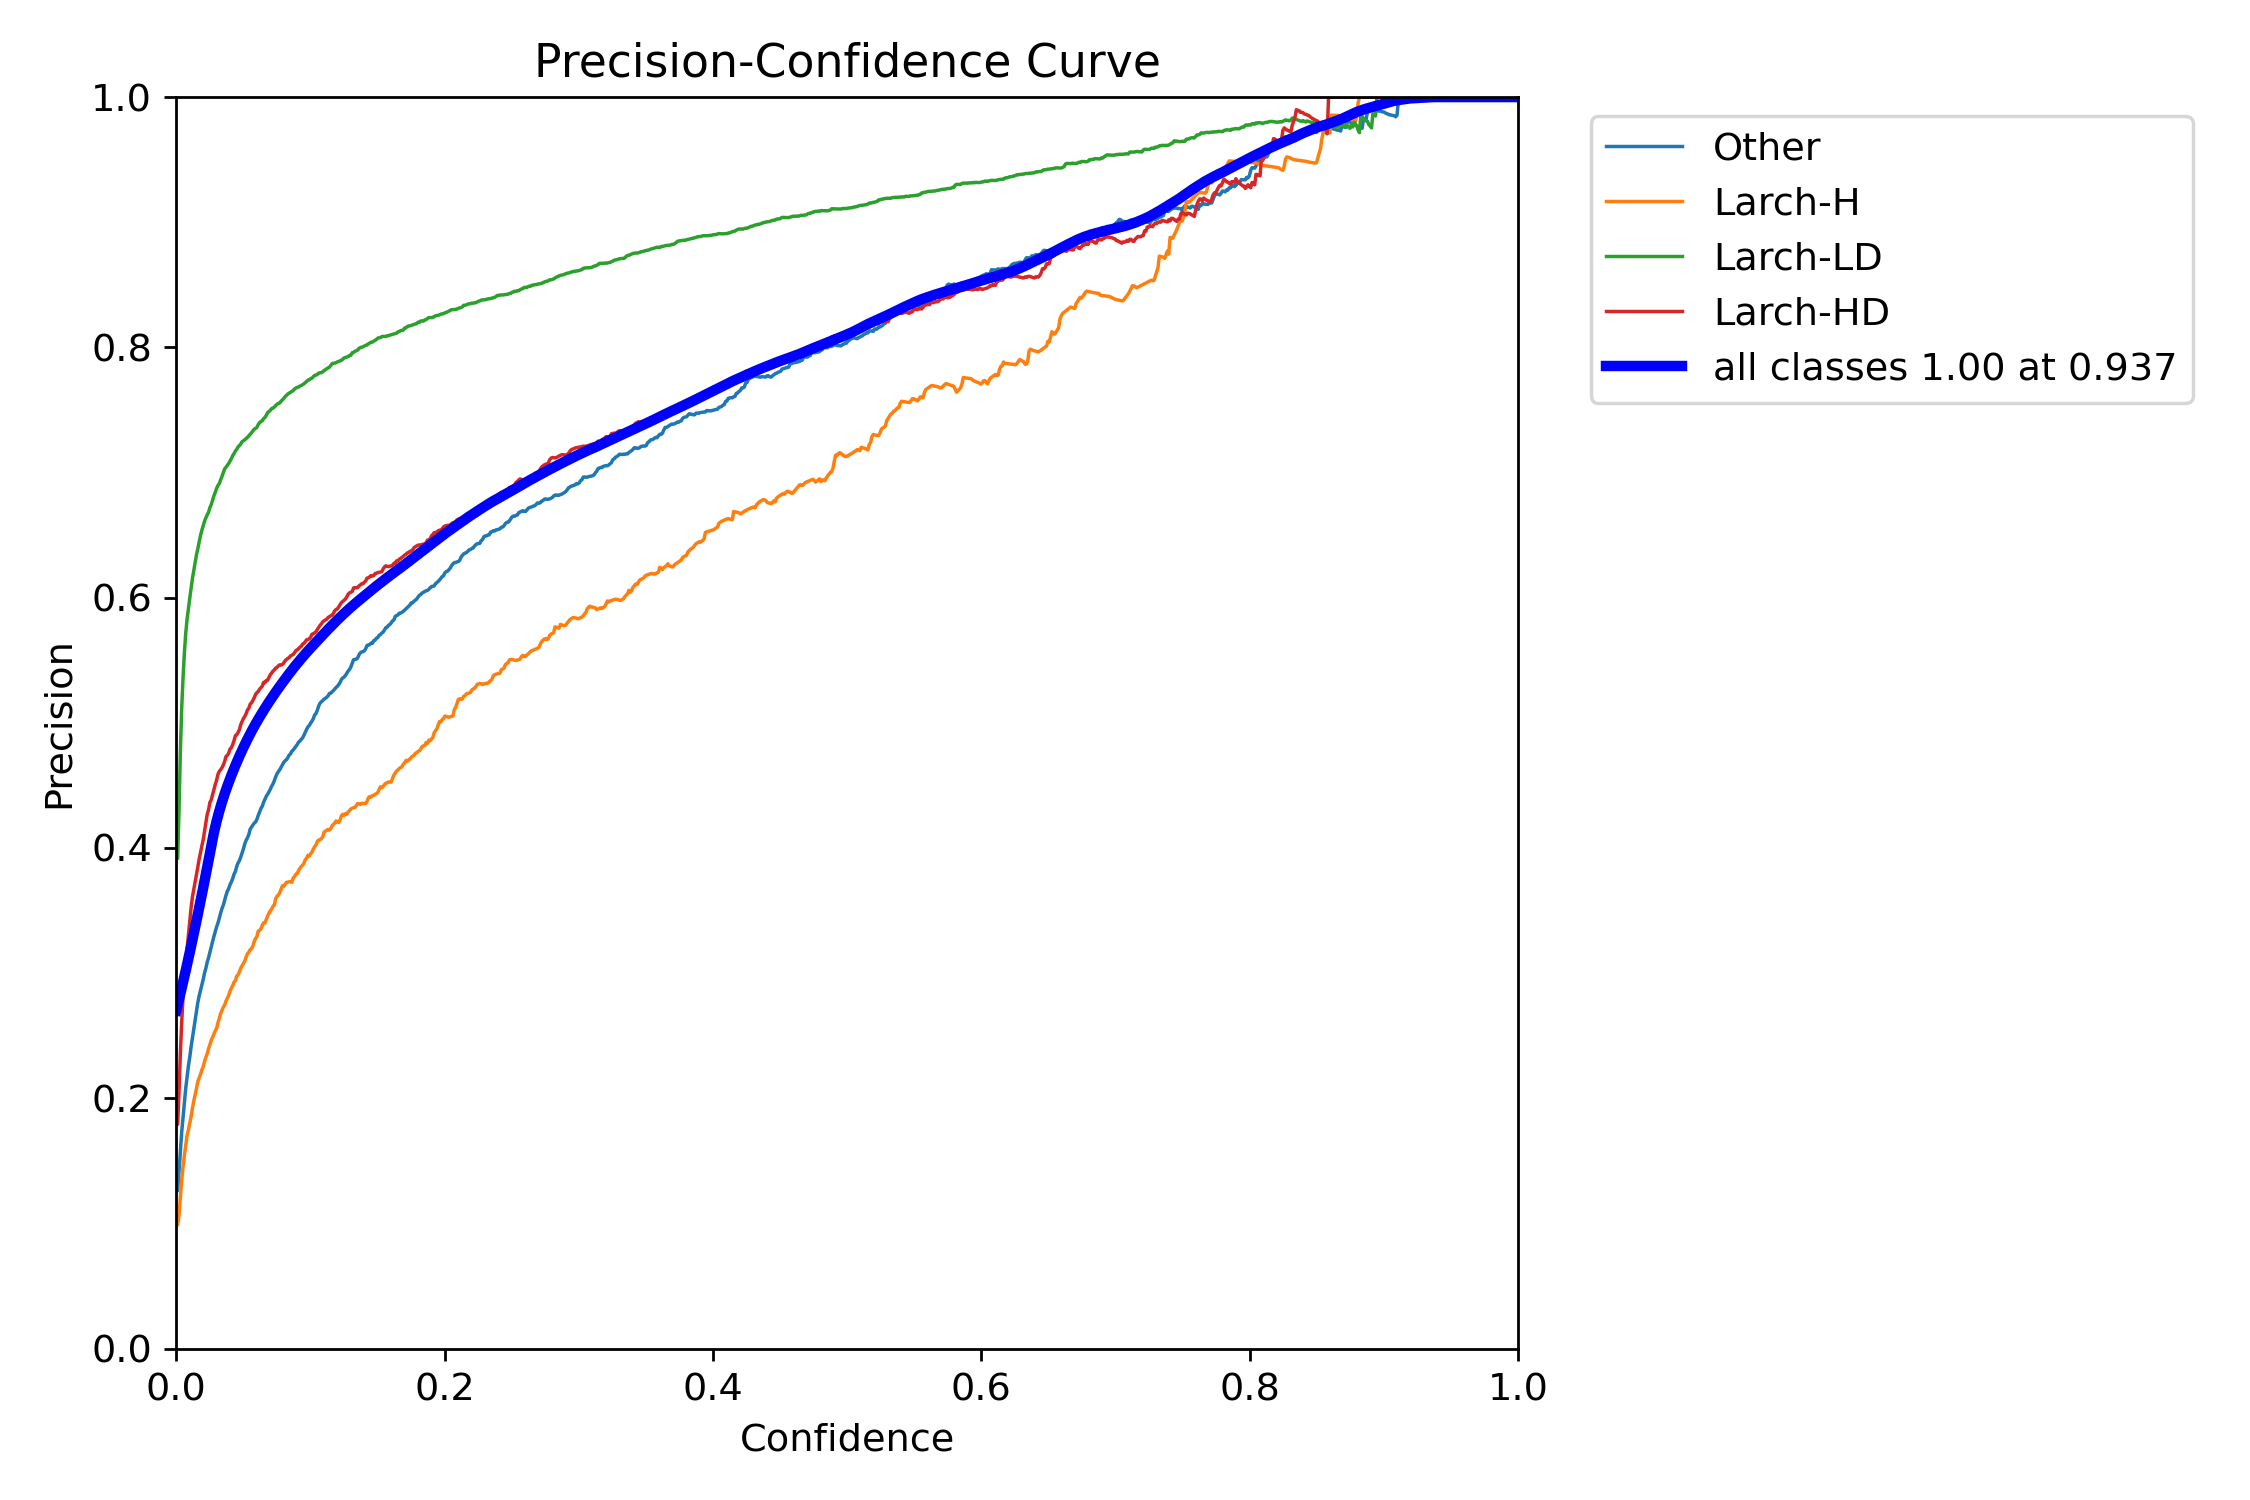 Precision-Confidence Curve
1.0
0.8
0.6
0.4
0.2
0.0
Precision
0.0 0.2 0.4 0.6 0.8 1.0
Confidence
Other
Larch-H
Larch-LD
Larch-HD
all classes 1.00 at 0.937